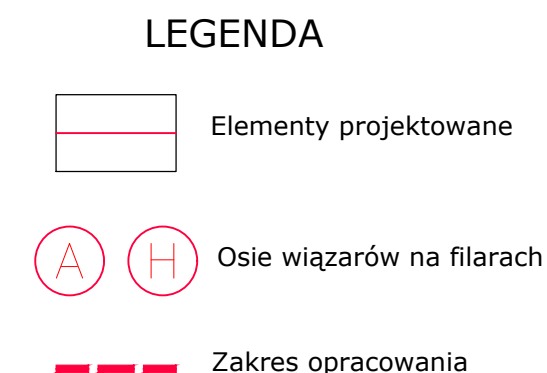 LEGENDA
Elementy projektowane
A H Osie wiązarów na filarach
Zakres opracowania